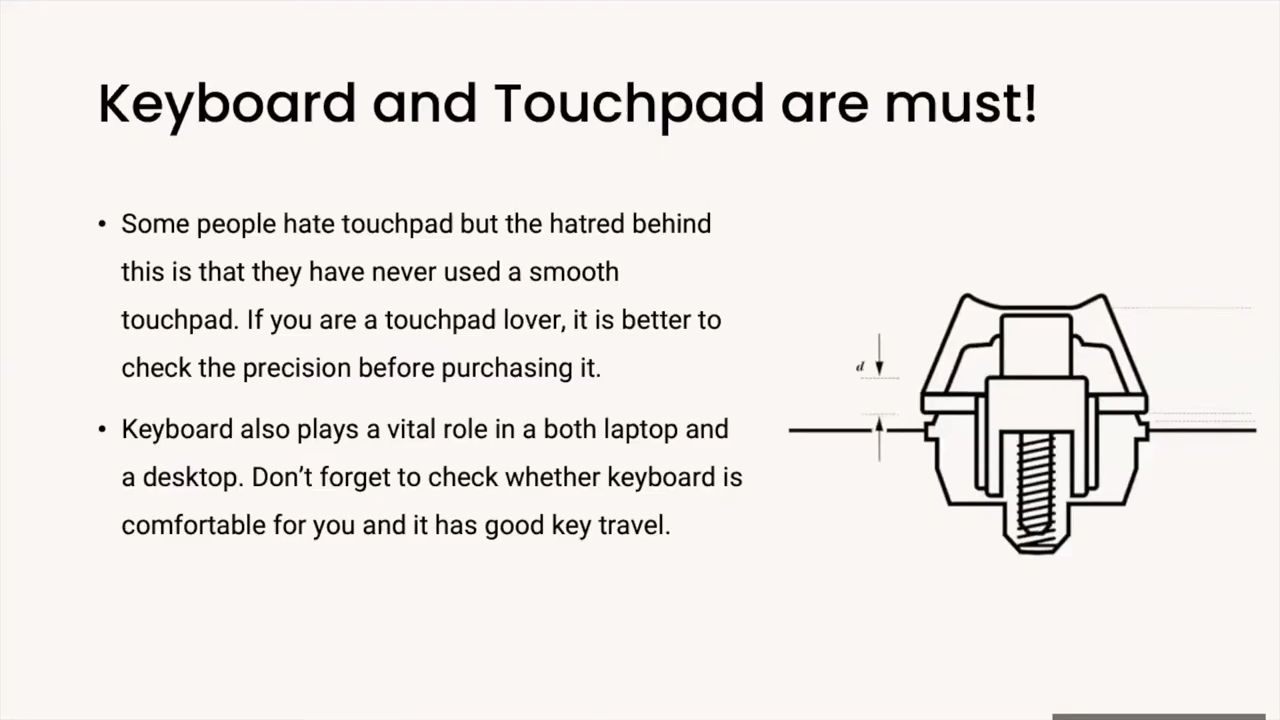 Keyboard and Touchpad are must!
• Some people hate touchpad but the hatred behind
this is that they have never used a smooth
touchpad. If you are a touchpad lover, it is better to
check the precision before purchasing it.
• Keyboard also plays a vital role in a both laptop and
a desktop. Don’t forget to check whether keyboard is
comfortable for you and it has good key travel.
d